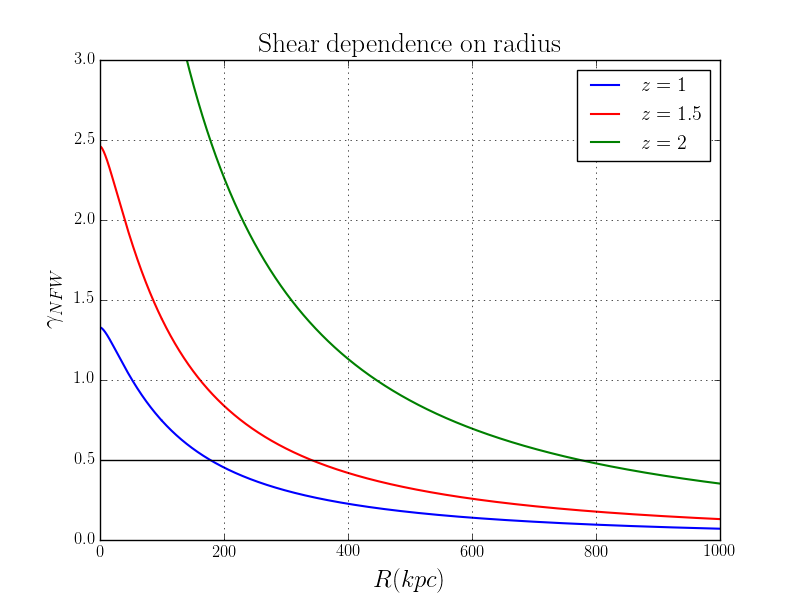 Shear dependence on radius
3.0
2.5
2.0
1.5
1.0
0.5
0.0
γNFW
z = 1
z = 1.5
z = 2
0 200 400 600 800 1000
R(kpc)